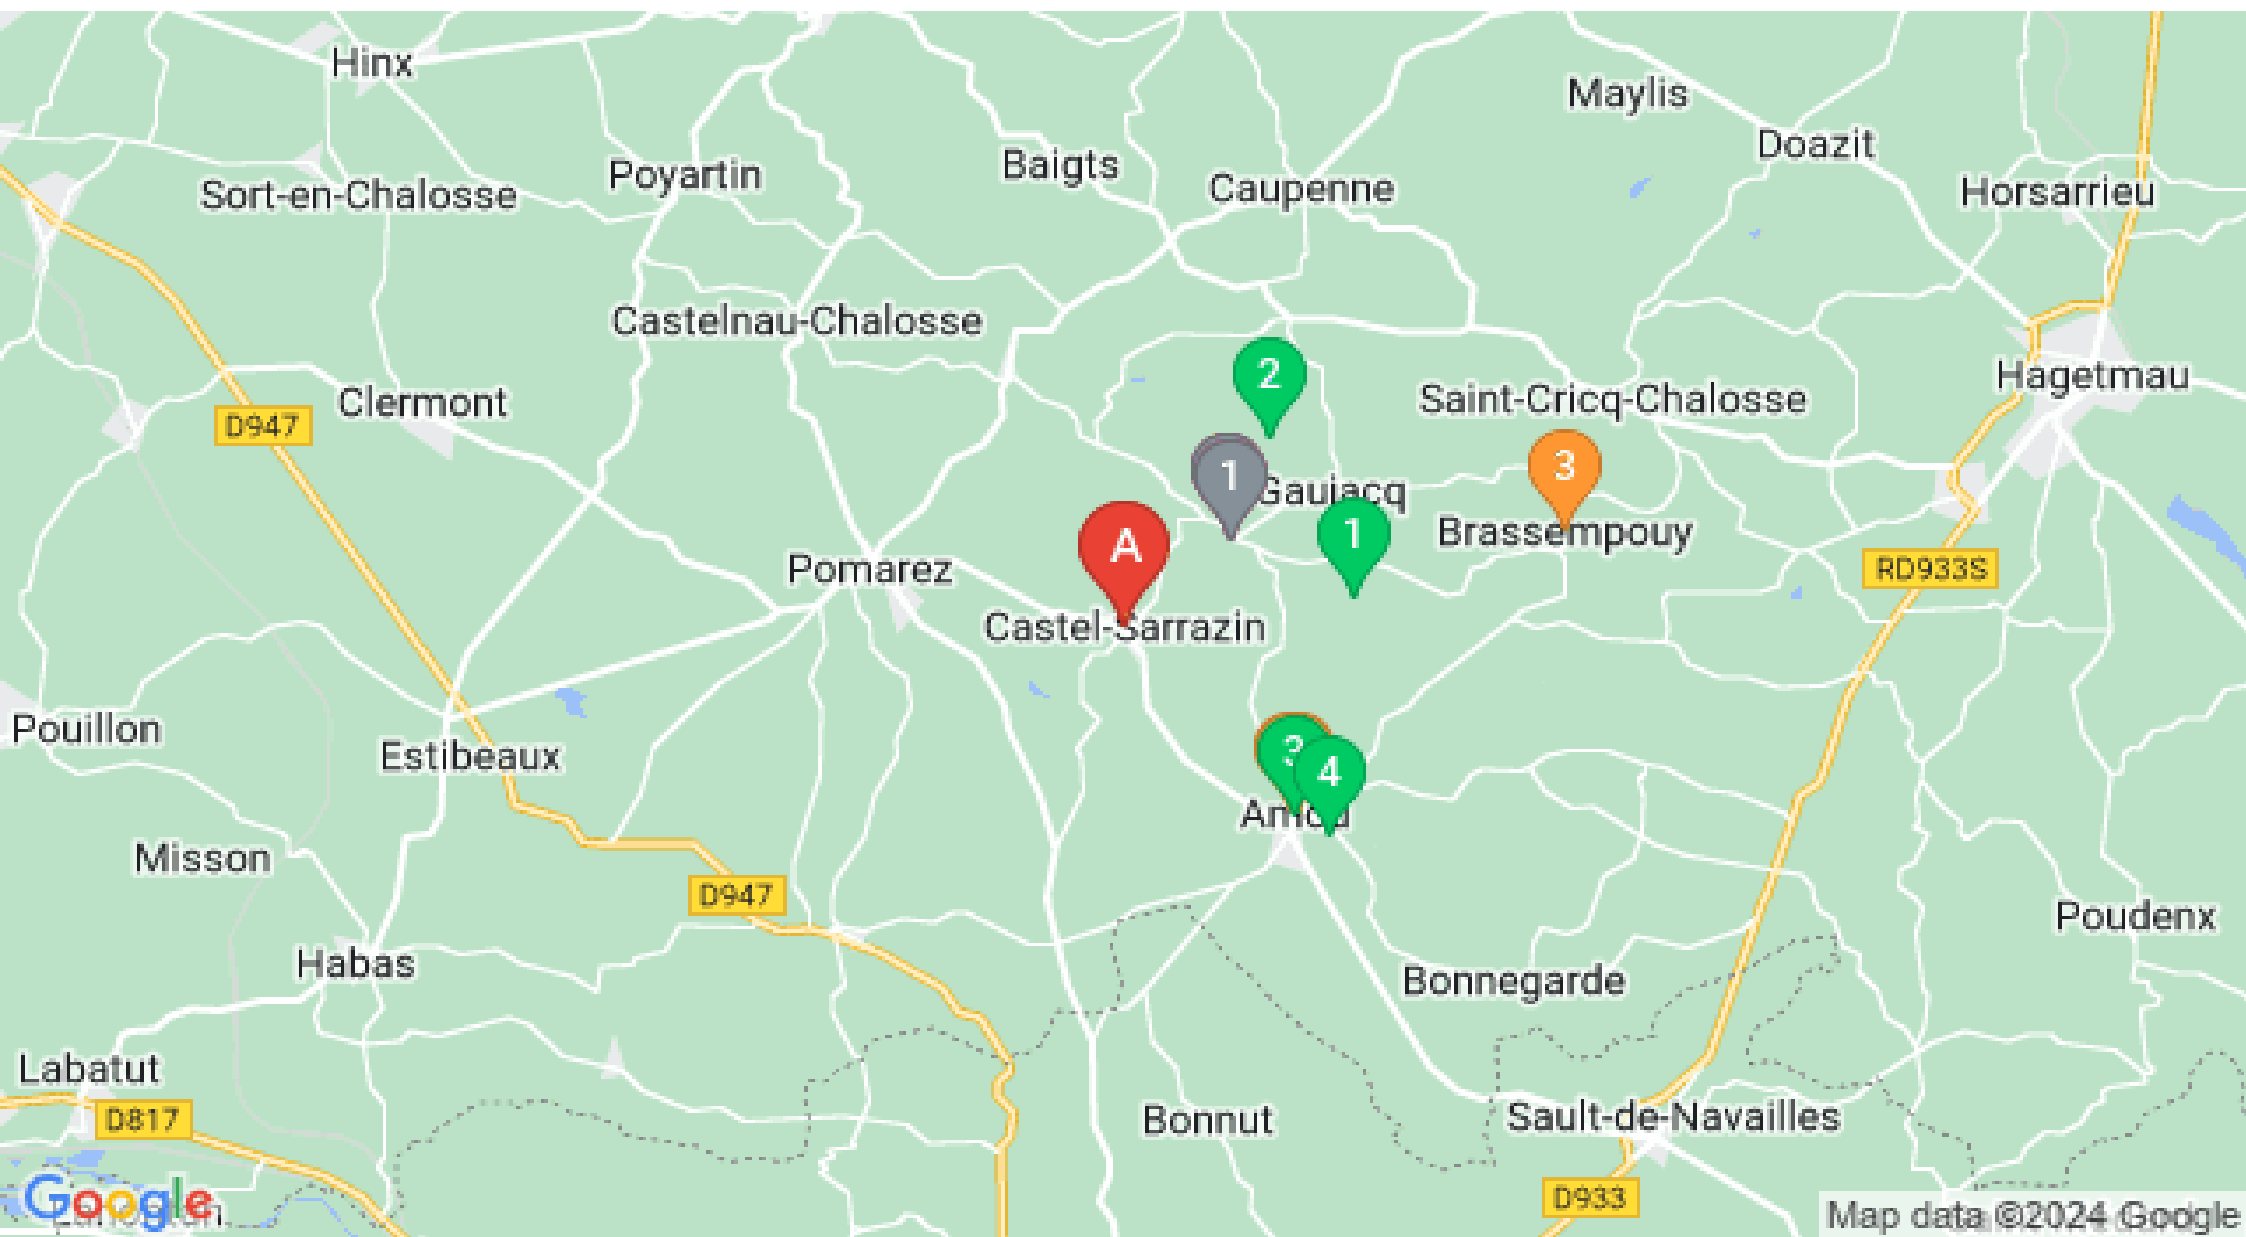 Hinx
Maylis
Doazit
Poyartin
Baigts
Sort-en-Chalosse
Caupenne
Horsarrieu
Castelnau-Chalosse
2
Hagetmau
Clermont
Saint-Cricq-Chalosse
D947
1
3
Gaujacq
1
Brassempouy
A
Pomarez
RD933S
Castel-Sarrazin
Pouillon
Estibeaux
3
4
Amou
Misson
D947
Poudenx
Habas
Bonnegarde
Labatut
D817
Bonnut
Sault-de-Navailles
Google
D933
Map data ©2024 Google